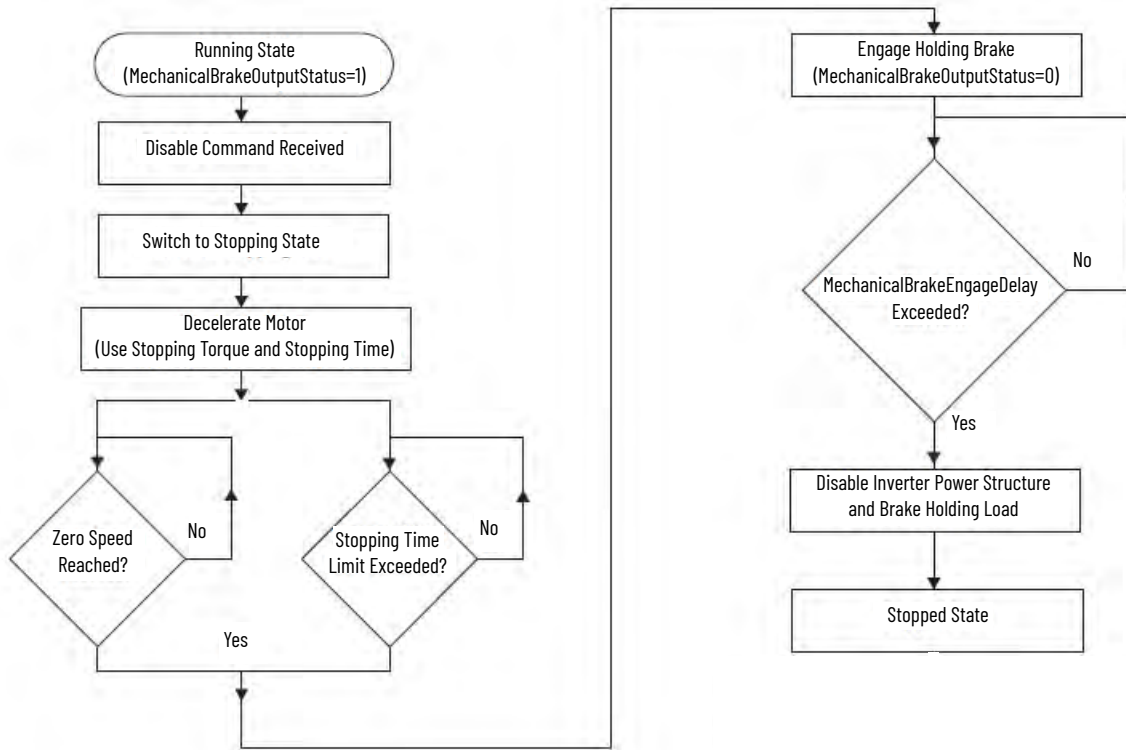 Running State
(MechanicalBrakeOutputStatus=1)
Disable Command Received
Switch to Stopping State
Decelerate Motor
(Use Stopping Torque and Stopping Time)
Zero Speed
Reached?
No
Stopping Time
Limit Exceeded?
No
Yes
Engage Holding Brake
(MechanicalBrakeOutputStatus=0)
MechanicalBrakeEngageDelay
Exceeded?
No
Yes
Disable Inverter Power Structure
and Brake Holding Load
Stopped State